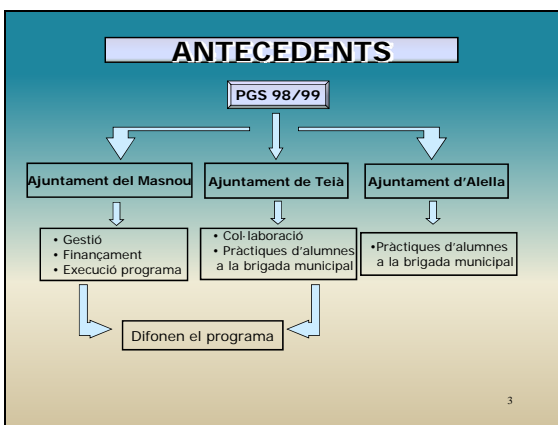 ANTECEDENTS
PGS 98/99
Ajuntament del Masnou
Ajuntament de Teià
Ajuntament d'Alella
• Gestió
• Finançament
• Execució programa
• Col·laboració
• Pràctiques d'alumnes
a la brigada municipal
•Pràctiques d'alumnes
a la brigada municipal
Difonen el programa
3